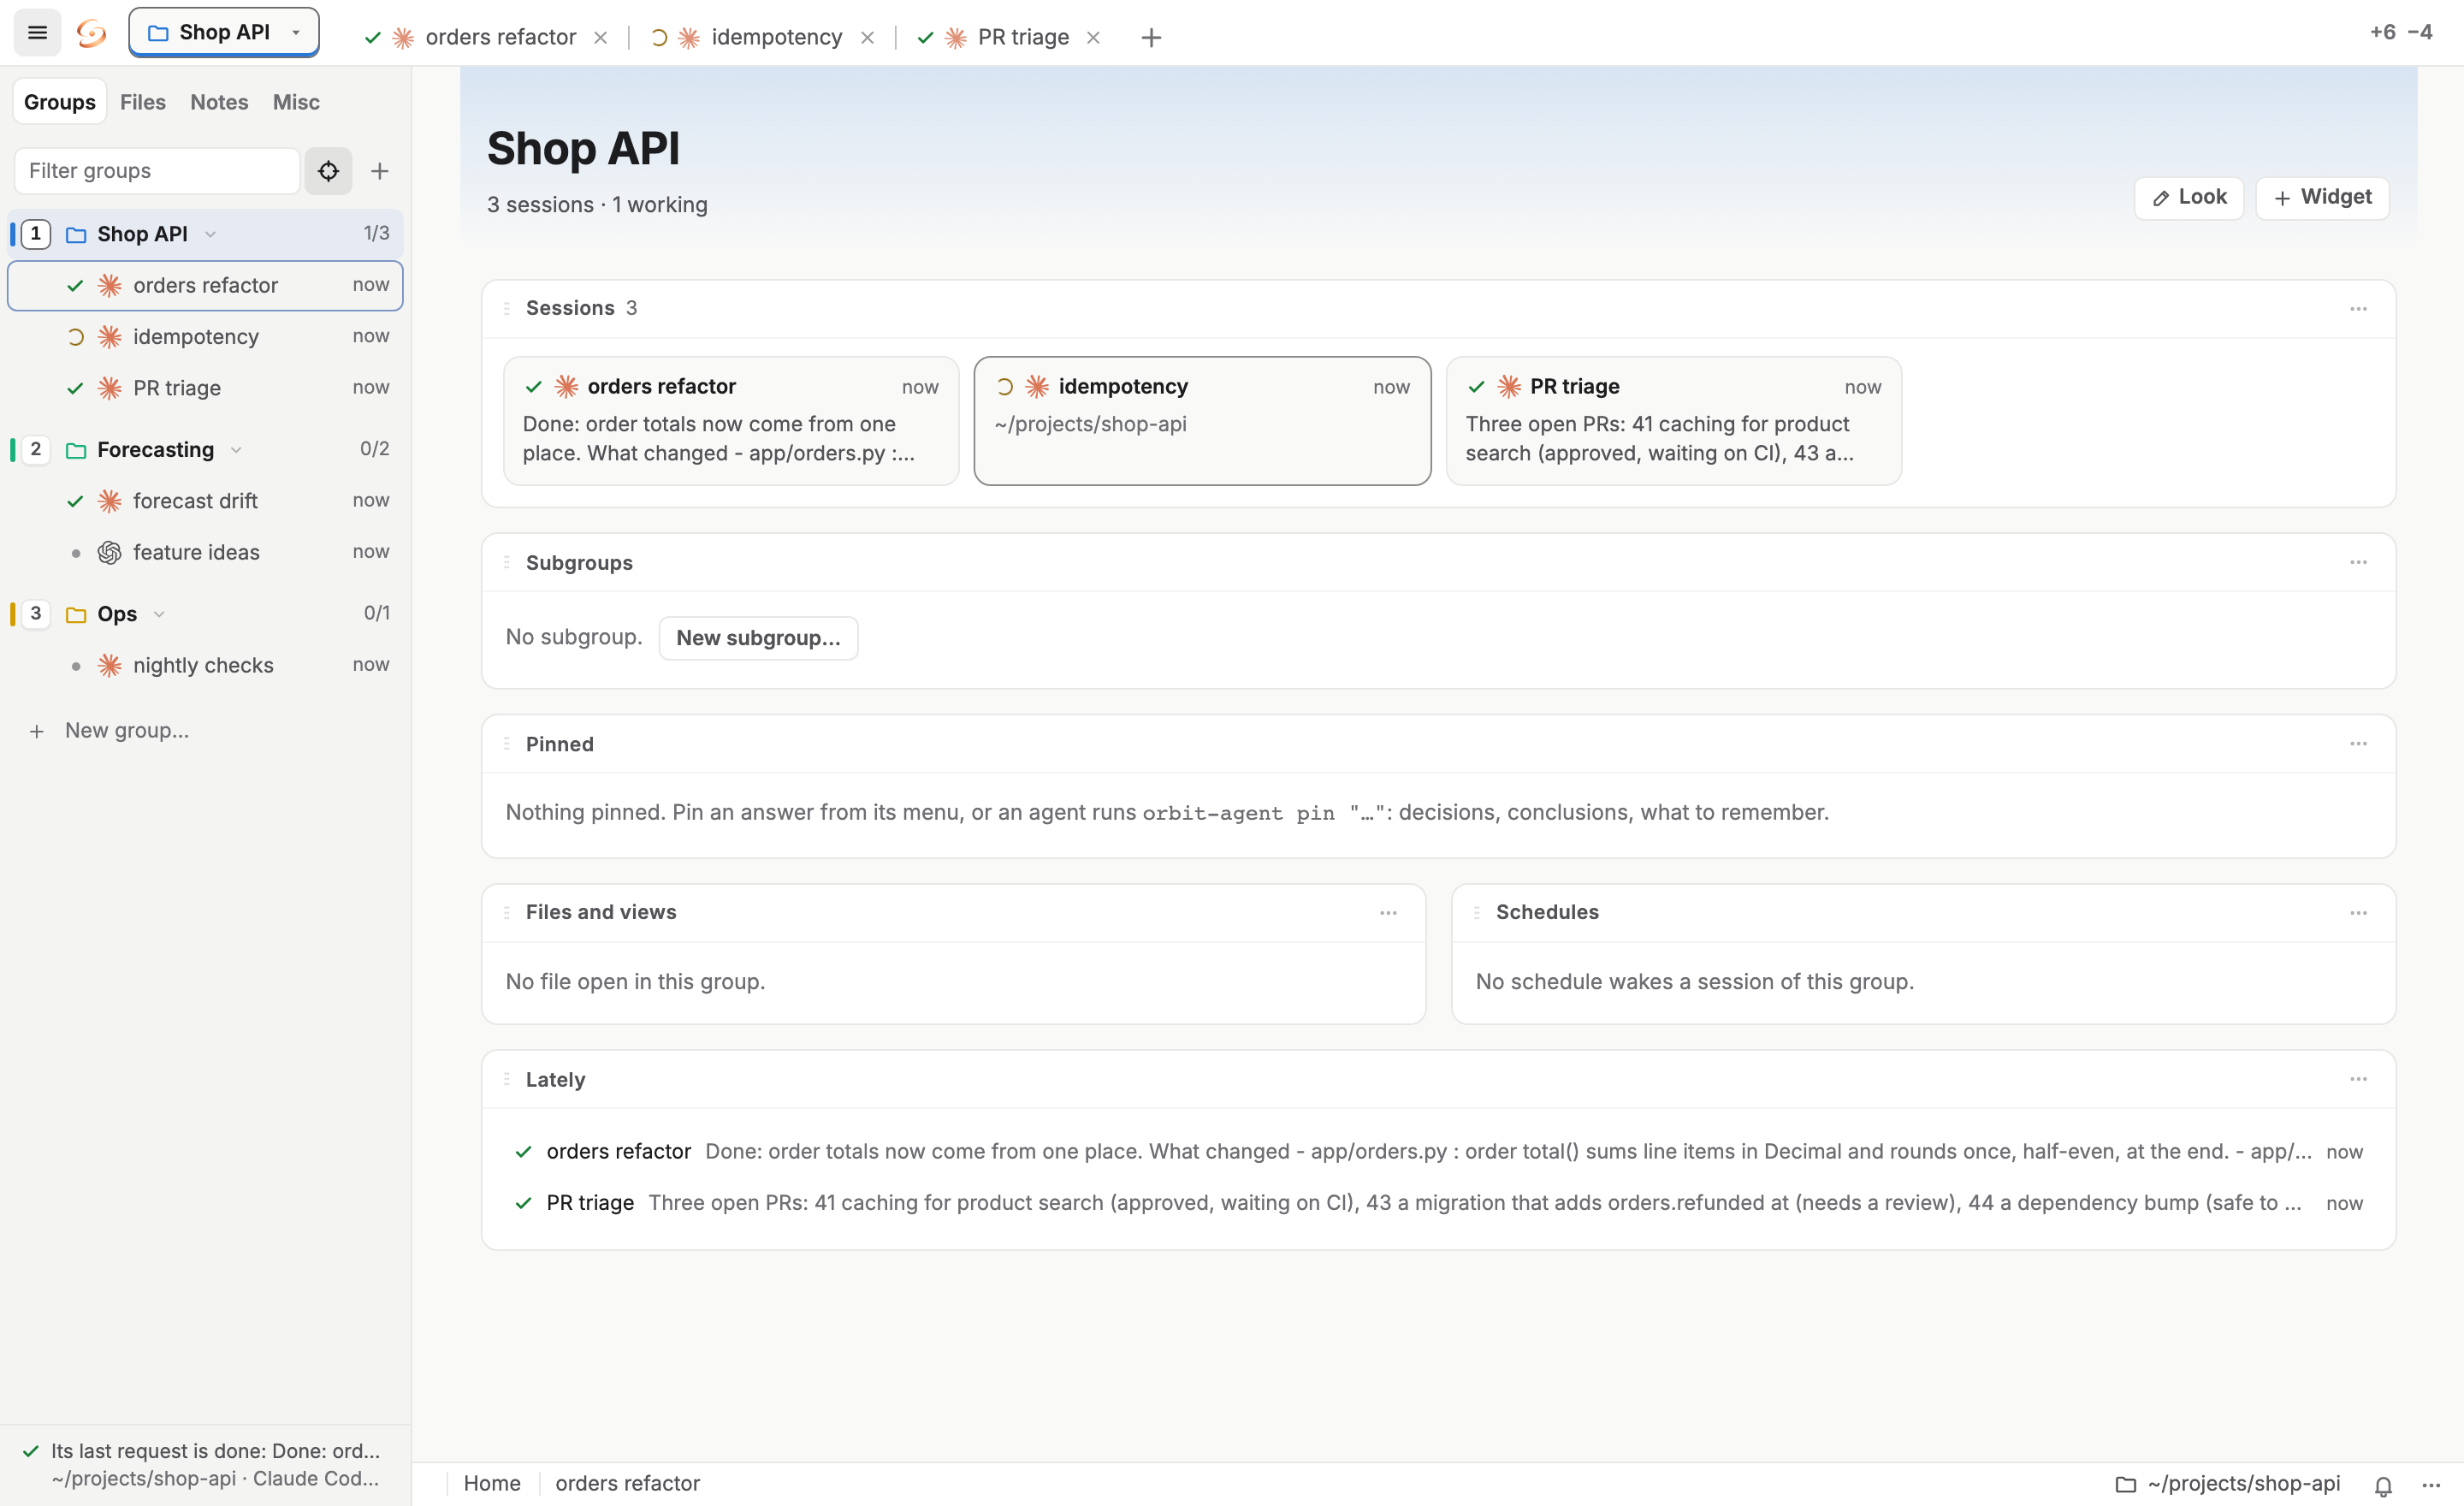 Shop API
orders refactor
idempotency
PR triage
+6 −4
Groups Files Notes Misc
Filter groups
1 Shop API 1/3
orders refactor now
idempotency now
PR triage now
2 Forecasting 0/2
forecast drift now
feature ideas now
3 Ops 0/1
nightly checks now
+ New group...
Its last request is done: Done: ord...
~/projects/shop-api · Claude Cod...
Shop API
3 sessions · 1 working
Look
+ Widget
Sessions 3
orders refactor now
Done: order totals now come from one
place. What changed - app/orders.py :...
idempotency now
~/projects/shop-api
PR triage now
Three open PRs: 41 caching for product
search (approved, waiting on CI), 43 a...
Subgroups
No subgroup. New subgroup...
Pinned
Nothing pinned. Pin an answer from its menu, or an agent runs orbit-agent pin "…": decisions, conclusions, what to remember.
Files and views
No file open in this group.
Schedules
No schedule wakes a session of this group.
Lately
orders refactor Done: order totals now come from one place. What changed - app/orders.py : order total() sums line items in Decimal and rounds once, half-even, at the end. - app/... now
PR triage Three open PRs: 41 caching for product search (approved, waiting on CI), 43 a migration that adds orders.refunded at (needs a review), 44 a dependency bump (safe to ... now
Home orders refactor
~/projects/shop-api